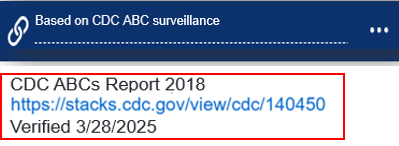 Based on CDC ABC surveillance
CDC ABCs Report 2018
https://stacks.cdc.gov/view/cdc/140450
Verified 3/28/2025